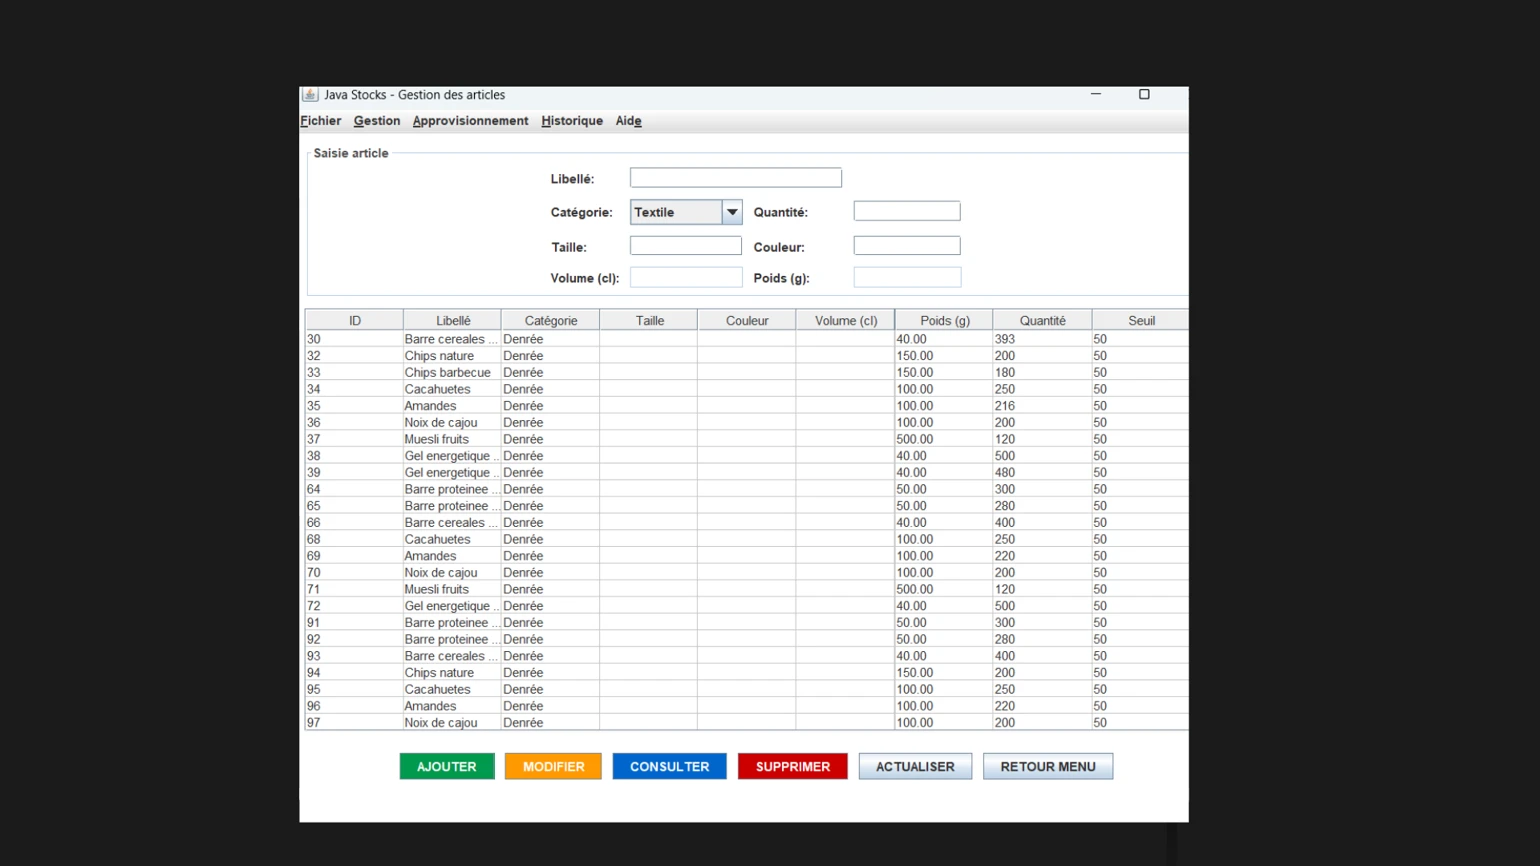 Java Stocks - Gestion des articles
Fichier Gestion Approvisionnement Historique Aide
Saisie article
Libellé:
Catégorie: Textile Quantité:
Taille: Couleur:
Volume (cl): Poids (g):
ID Libellé Catégorie Taille Couleur Volume (cl) Poids (g) Quantité Seuil
30 Barre cereales ... Denrée 40.00 393 50
32 Chips nature Denrée 150.00 200 50
33 Chips barbecue Denrée 150.00 180 50
34 Cacahuetes Denrée 100.00 250 50
35 Amandes Denrée 100.00 216 50
36 Noix de cajou Denrée 100.00 200 50
37 Muesli fruits Denrée 500.00 120 50
38 Gel energetique .. Denrée 40.00 500 50
39 Gel energetique .. Denrée 40.00 480 50
64 Barre proteinee ... Denrée 50.00 300 50
65 Barre proteinee ... Denrée 50.00 280 50
66 Barre cereales ... Denrée 40.00 400 50
68 Cacahuetes Denrée 100.00 250 50
69 Amandes Denrée 100.00 220 50
70 Noix de cajou Denrée 100.00 200 50
71 Muesli fruits Denrée 500.00 120 50
72 Gel energetique .. Denrée 40.00 500 50
91 Barre proteinee ... Denrée 50.00 300 50
92 Barre proteinee ... Denrée 50.00 280 50
93 Barre cereales ... Denrée 40.00 400 50
94 Chips nature Denrée 150.00 200 50
95 Cacahuetes Denrée 100.00 250 50
96 Amandes Denrée 100.00 220 50
97 Noix de cajou Denrée 100.00 200 50
AJOUTER MODIFIER CONSULTER SUPPRIMER ACTUALISER RETOUR MENU